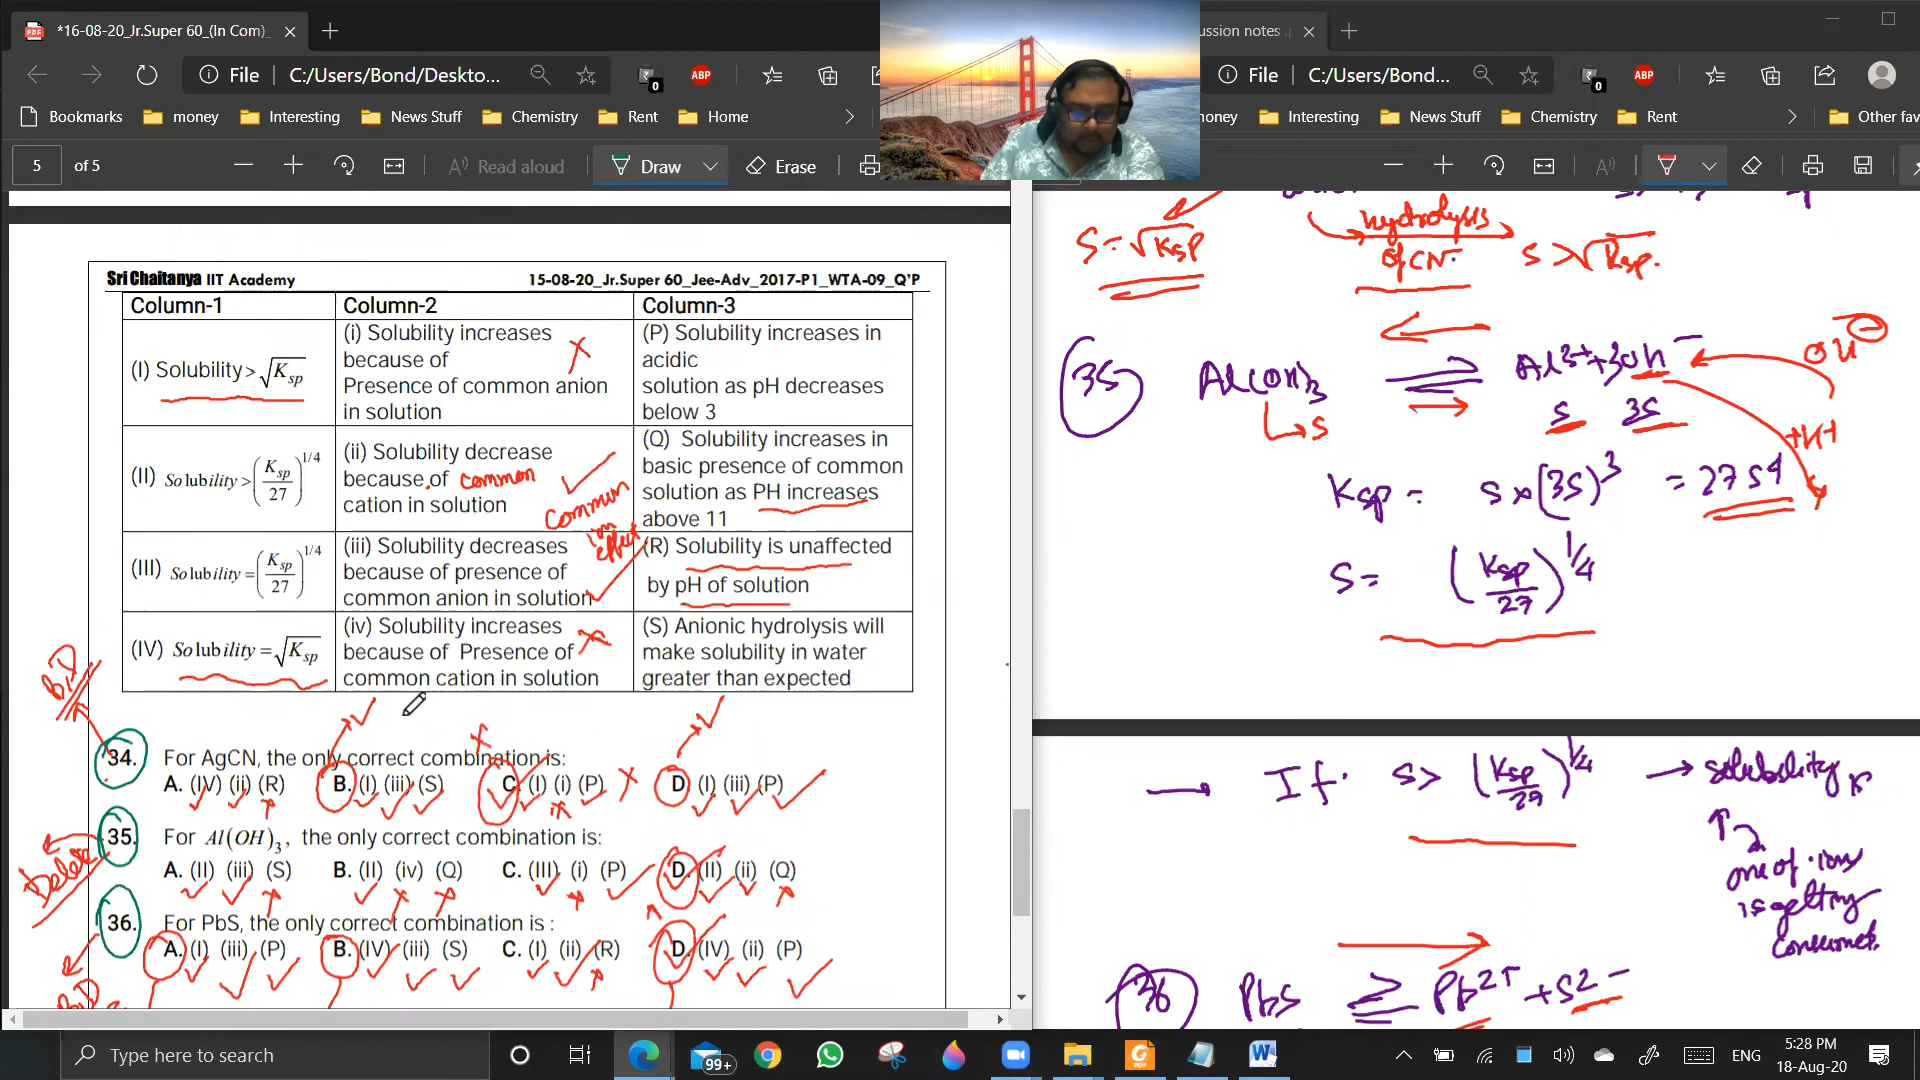 *16-08-20_Jr.Super 60_(In Com)_
ussion notes .
File
C:/Users/Bond/Deskto...
ABP
0
File
C:/Users/Bond...
ABP
0
Bookmarks
money
Interesting
News Stuff
Chemistry
Rent
Home
money
Interesting
News Stuff
Chemistry
Rent
Other fav
5
of 5
Read aloud
Draw
Erase
Sri Chaitanya IIT Academy
15-08-20_Jr.Super 60_Jee-Adv_2017-P1_WTA-09_Q'P
Column-1
Column-2
Column-3
(I) Solubility > √Ksp
(i) Solubility increases
because of
Presence of common anion
in solution
(P) Solubility increases in
acidic
solution as pH decreases
below 3
(II) Solubility > (Ksp/27)^1/4
(ii) Solubility decrease
because of common
cation in solution
common
ion
effect
(Q) Solubility increases in
basic presence of common
solution as PH increases
above 11
(III) Solubility = (Ksp/27)^1/4
(iii) Solubility decreases
because of presence of
common anion in solution
(R) Solubility is unaffected
by pH of solution
(IV) Solubility = √Ksp
(iv) Solubility increases
because of Presence of
common cation in solution
(S) Anionic hydrolysis will
make solubility in water
greater than expected
B,D
34. For AgCN, the only correct combination is:
A. (IV) (ii) (R) B. (I) (iii) (S) C. (I) (i) (P) D. (I) (iii) (P)
35. For Al(OH)3, the only correct combination is:
Delete
A. (II) (iii) (S) B. (II) (iv) (Q) C. (III) (i) (P) D. (II) (ii) (Q)
36. For PbS, the only correct combination is :
A. (I) (iii) (P) B. (IV) (iii) (S) C. (I) (ii) (R) D. (IV) (ii) (P)
S = √Ksp
hydrolysis
of CN-
S > √Ksp.
35
Al(OH)3 ⇌ Al3+ + 3OH-
OH-
S
S 3S
+H+
Ksp = S × (3S)^3 = 27S^4
S = (Ksp/27)^1/4
→ If S > (Ksp/29)^1/4 → solubility is
↑
one of ions
is getting
consumed.
36 PbS ⇌ Pb2+ + S2-
Type here to search
99+
ENG
5:28 PM
18-Aug-20